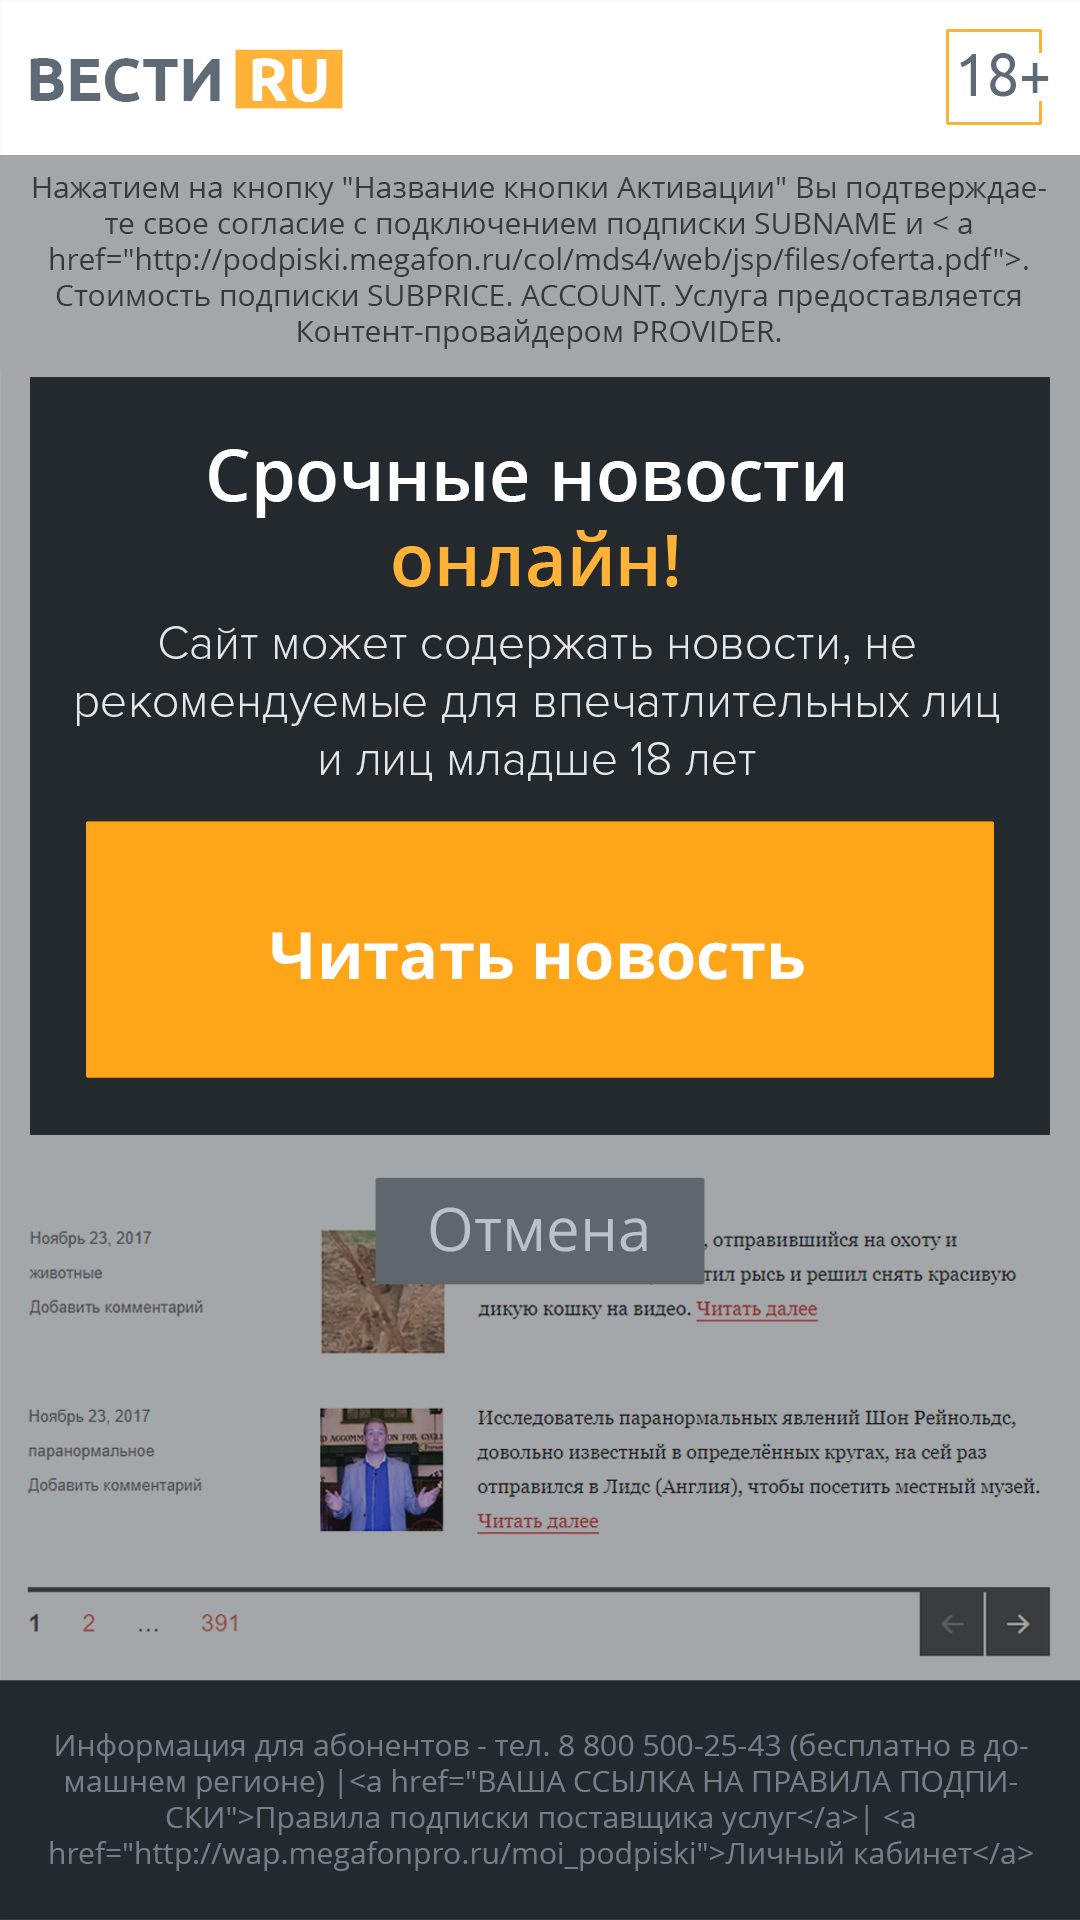 ВЕСТИ RU
18+
Нажатием на кнопку "Название кнопки Активации" Вы подтверждае-
те свое согласие с подключением подписки SUBNAME и < a
href="http://podpiski.megafon.ru/col/mds4/web/jsp/files/oferta.pdf">.
Стоимость подписки SUBPRICE. ACCOUNT. Услуга предоставляется
Контент-провайдером PROVIDER.
Срочные новости
онлайн!
Сайт может содержать новости, не
рекомендуемые для впечатлительных лиц
и лиц младше 18 лет
Читать новость
Отмена
Ноябрь 23, 2017
животные
Добавить комментарий
, отправившийся на охоту и
тил рысь и решил снять красивую
дикую кошку на видео. Читать далее
Ноябрь 23, 2017
паранормальное
Добавить комментарий
Исследователь паранормальных явлений Шон Рейнольдс,
довольно известный в определённых кругах, на сей раз
отправился в Лидс (Англия), чтобы посетить местный музей.
Читать далее
1 2 ... 391
Информация для абонентов - тел. 8 800 500-25-43 (бесплатно в до-
машнем регионе) |<a href="ВАША ССЫЛКА НА ПРАВИЛА ПОДПИ-
СКИ">Правила подписки поставщика услуг</a>| <a
href="http://wap.megafonpro.ru/moi_podpiski">Личный кабинет</a>